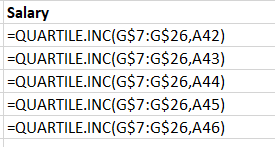 Salary
=QUARTILE.INC(G$7:G$26,A42)
=QUARTILE.INC(G$7:G$26,A43)
=QUARTILE.INC(G$7:G$26,A44)
=QUARTILE.INC(G$7:G$26,A45)
=QUARTILE.INC(G$7:G$26,A46)